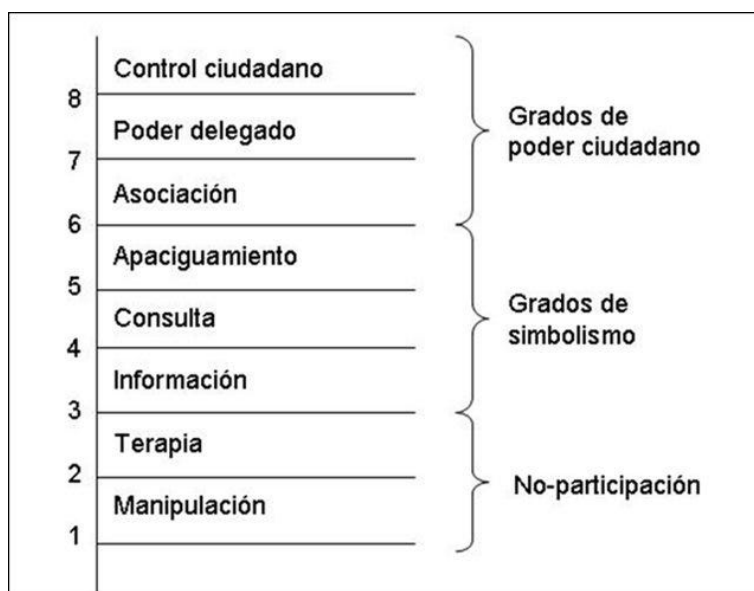 Control ciudadano
8
Poder delegado
7
Asociación
6
Apaciguamiento
5
Consulta
4
Información
3
Terapia
2
Manipulación
1
Grados de
poder ciudadano
Grados de
simbolismo
No-participación